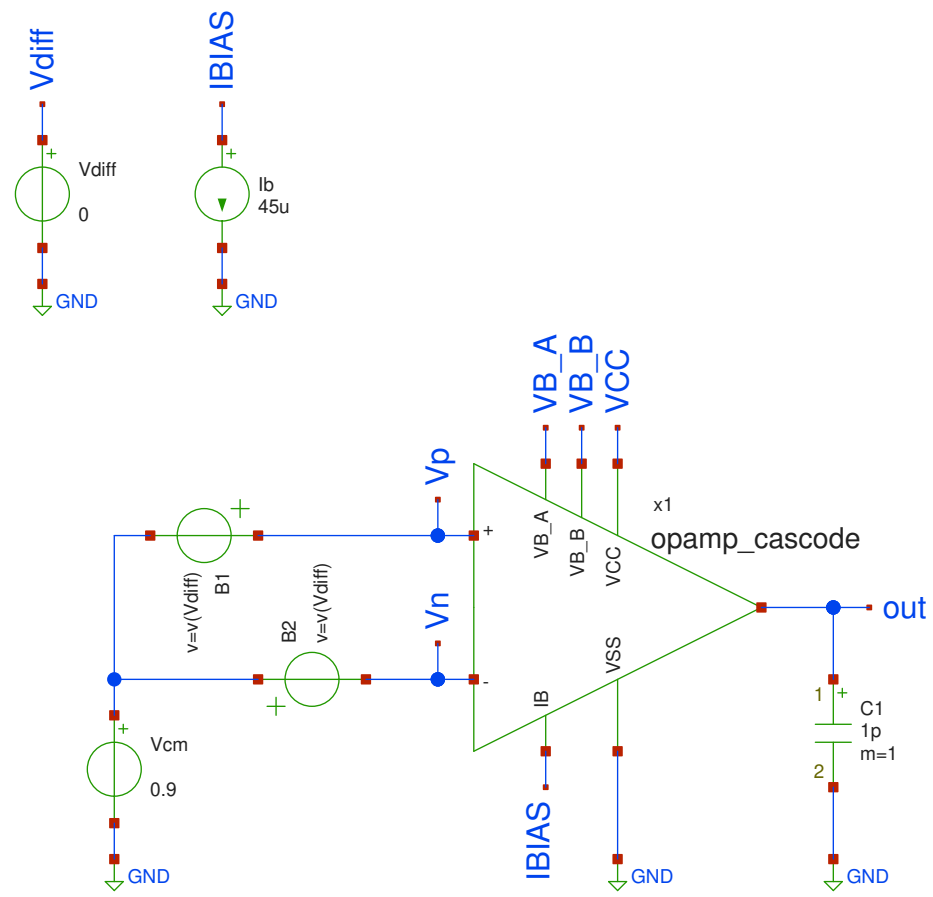 Vdiff
IBIAS
+
Vdiff
0
+
Ib
45u
GND
GND
VB_A
VB_B
VCC
Vp
+
v=v(Vdiff)
B1
+
VB_A
VB_B
VCC
x1
opamp_cascode
Vn
B2
v=v(Vdiff)
+
-
IB
VSS
out
1
+
C1
1p
m=1
2
+
Vcm
0.9
IBIAS
GND
GND
GND